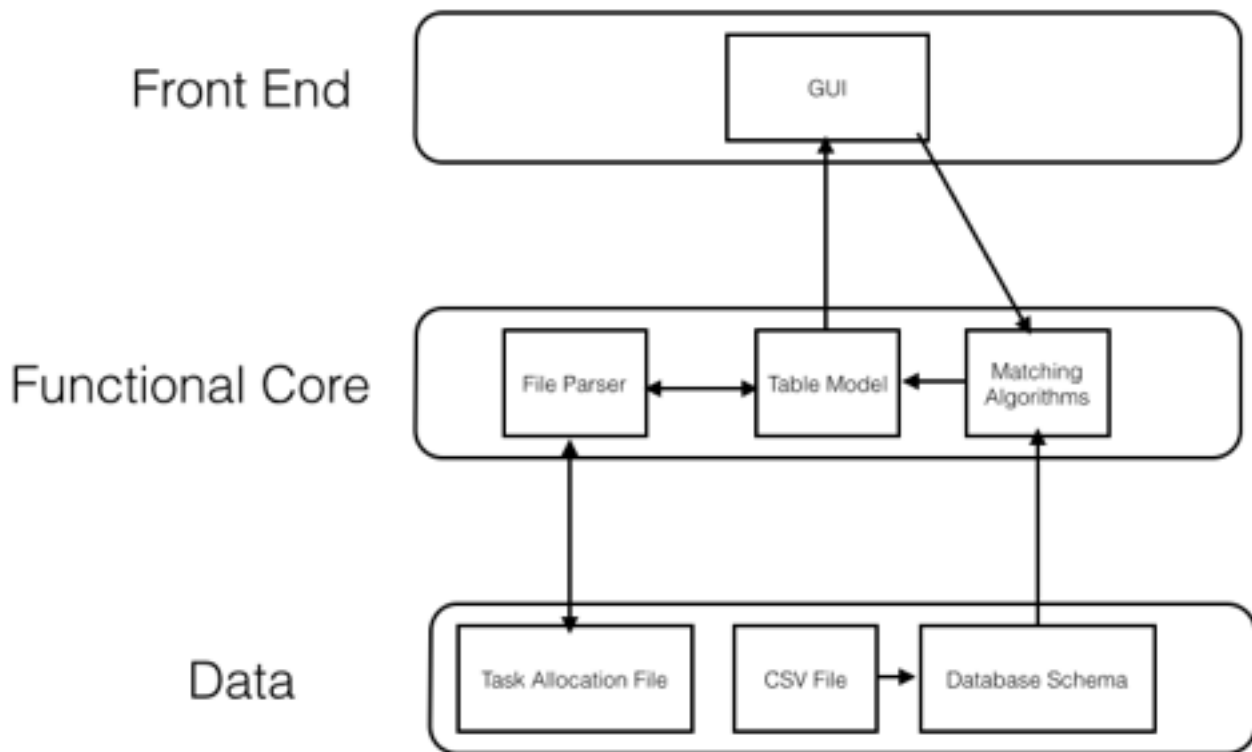 Front End
GUI
Functional Core
File Parser
Table Model
Matching
Algorithms
Data
Task Allocation File
CSV File
Database Schema